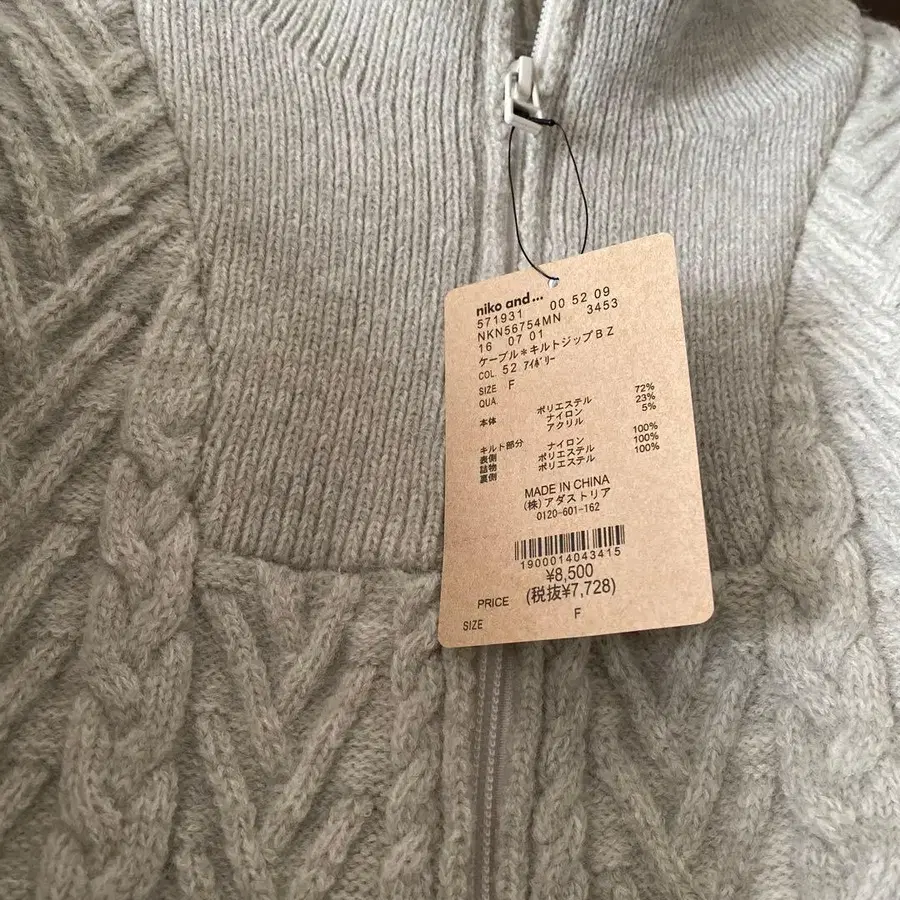 niko and...
571931 00 52 09
NKN56754MN 3453
16 07 01
ケーブル*キルトジップBZ
COL. 52 アイボリー
SIZE F
QUA.
72%
本体 ポリエステル 23%
ナイロン 5%
アクリル
キルト部分 100%
表側 ナイロン 100%
詰物 ポリエステル 100%
裏側 ポリエステル
MADE IN CHINA
(株)アダストリア
0120-601-162
1900014043415
¥8,500
PRICE (税抜¥7,728)
SIZE F